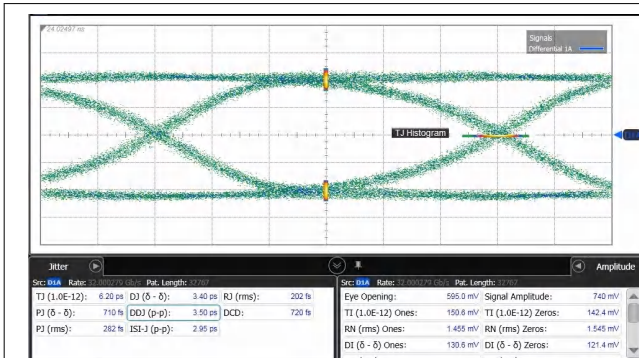 24.02497 ns
Signals
Differential 1A
TJ Histogram
Jitter
Amplitude
Src: D1A Rate: 32.000279 Gb/s Pat. Length: 32767
TJ (1.0E-12): 6.20 ps DJ (δ - δ): 3.40 ps RJ (rms): 202 fs
PJ (δ - δ): 710 fs DDJ (p-p): 3.50 ps DCD: 720 fs
PJ (rms): 282 fs ISI-J (p-p): 2.95 ps
Src: D1A Rate: 32.000279 Gb/s Pat. Length: 32767
Eye Opening: 595.0 mV Signal Amplitude: 740 mV
TI (1.0E-12) Ones: 150.6 mV TI (1.0E-12) Zeros: 142.4 mV
RN (rms) Ones: 1.455 mV RN (rms) Zeros: 1.545 mV
DI (δ - δ) Ones: 130.6 mV DI (δ - δ) Zeros: 121.4 mV